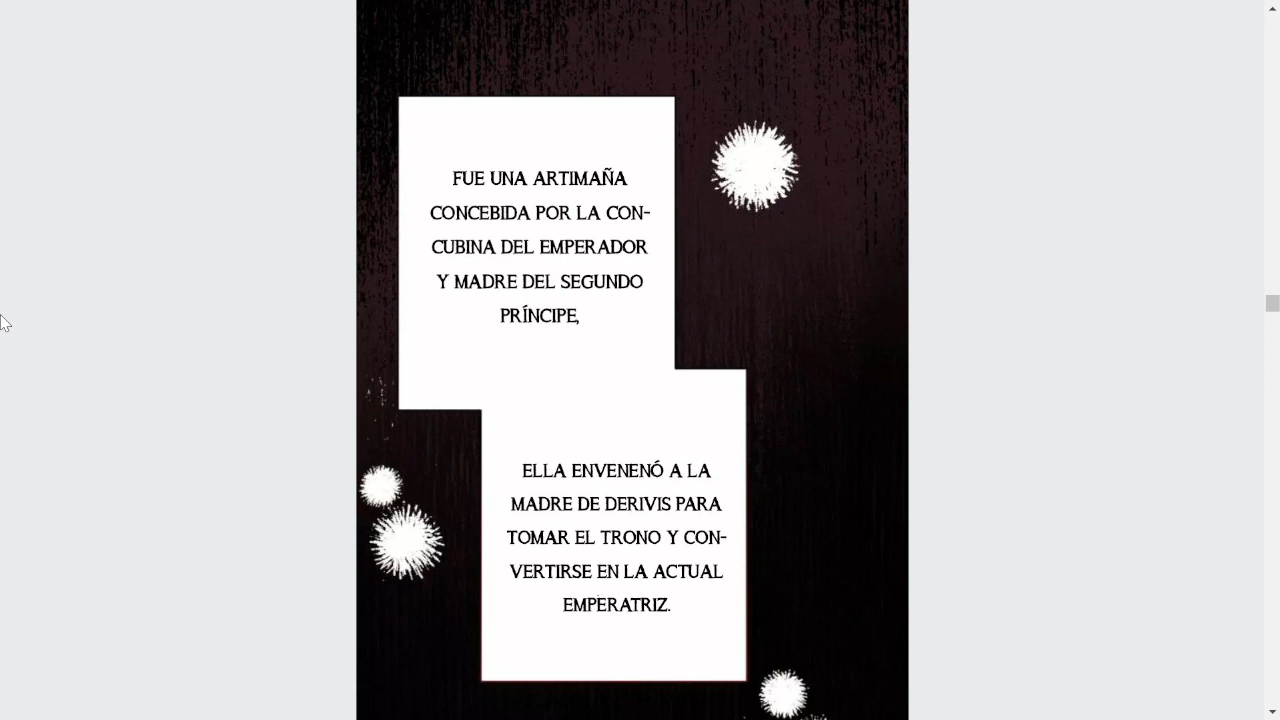 FUE UNA ARTIMAÑA
CONCEBIDA POR LA CON-
CUBINA DEL EMPERADOR
Y MADRE DEL SEGUNDO
PRÍNCIPE,
ELLA ENVENENÓ A LA
MADRE DE DERIVIS PARA
TOMAR EL TRONO Y CON-
VERTIRSE EN LA ACTUAL
EMPERATRIZ.